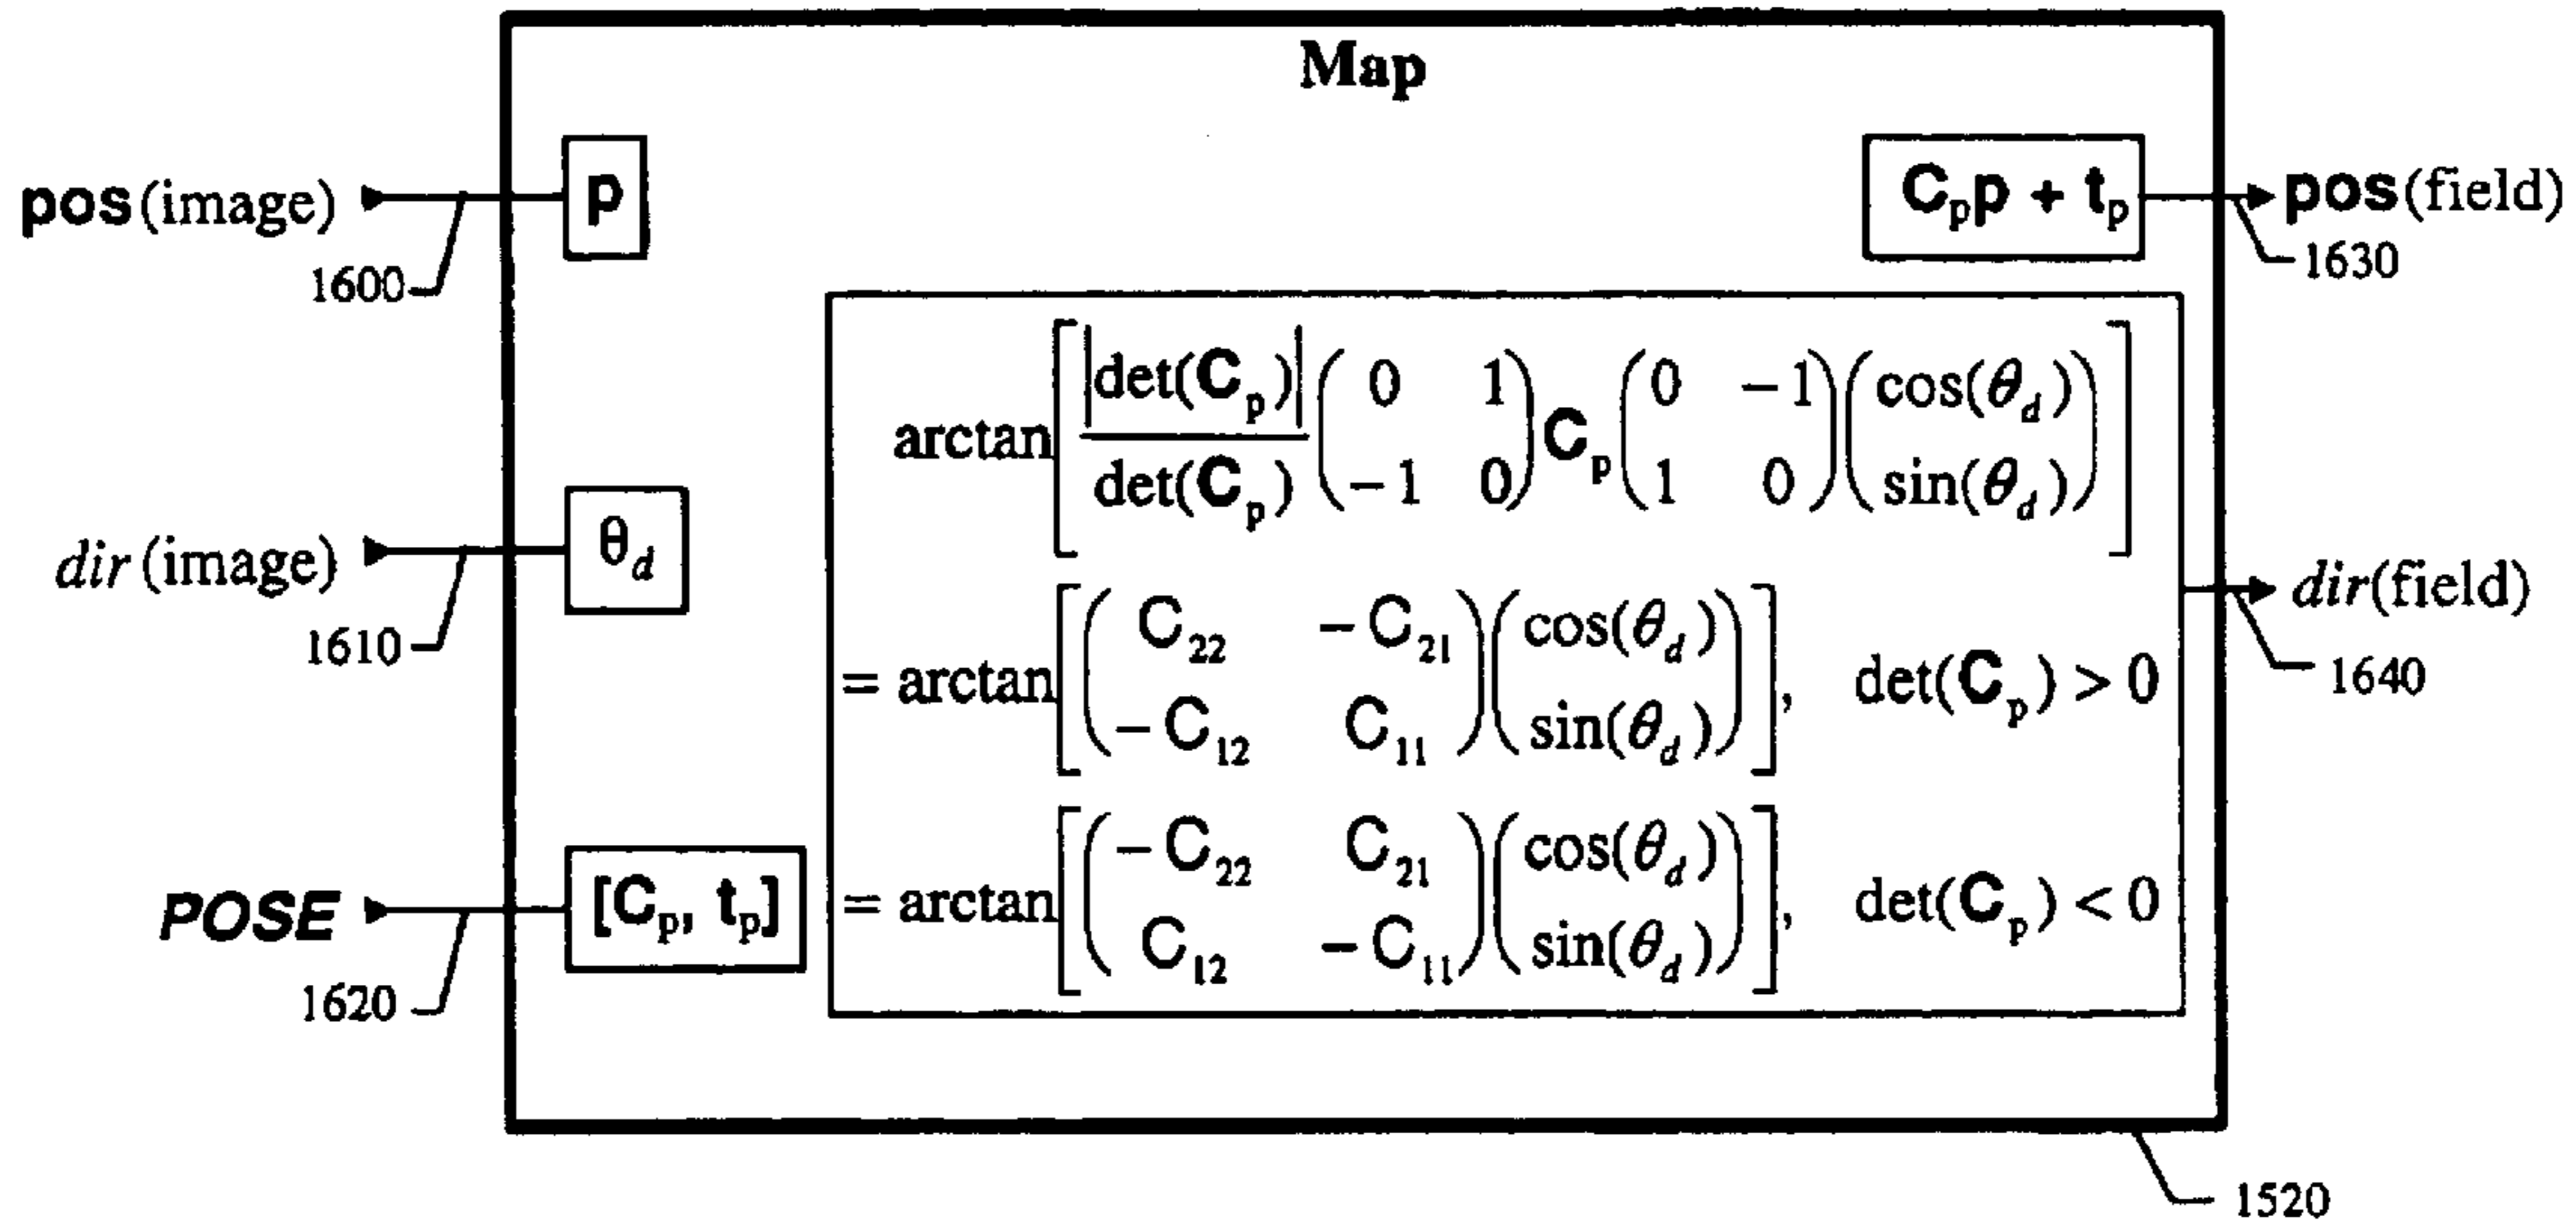 Map
pos(image)
1600
p
C_p p + t_p
pos(field)
1630
arctan[ |det(C_p)| / det(C_p) ( 0 1 ; −1 0 ) C_p ( 0 −1 ; 1 0 ) ( cos(θ_d) ; sin(θ_d) ) ]
dir(image)
1610
θ_d
= arctan[ ( C_22 −C_21 ; −C_12 C_11 ) ( cos(θ_d) ; sin(θ_d) ) ], det(C_p) > 0
dir(field)
1640
POSE
1620
[C_p, t_p]
= arctan[ ( −C_22 C_21 ; C_12 −C_11 ) ( cos(θ_d) ; sin(θ_d) ) ], det(C_p) < 0
1520